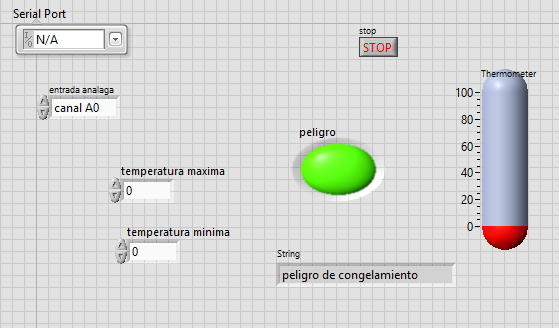 Serial Port
I/O N/A
stop
STOP
entrada analaga
canal A0
Thermometer
100
80
60
40
20
0
peligro
temperatura maxima
0
temperatura minima
0
String
peligro de congelamiento